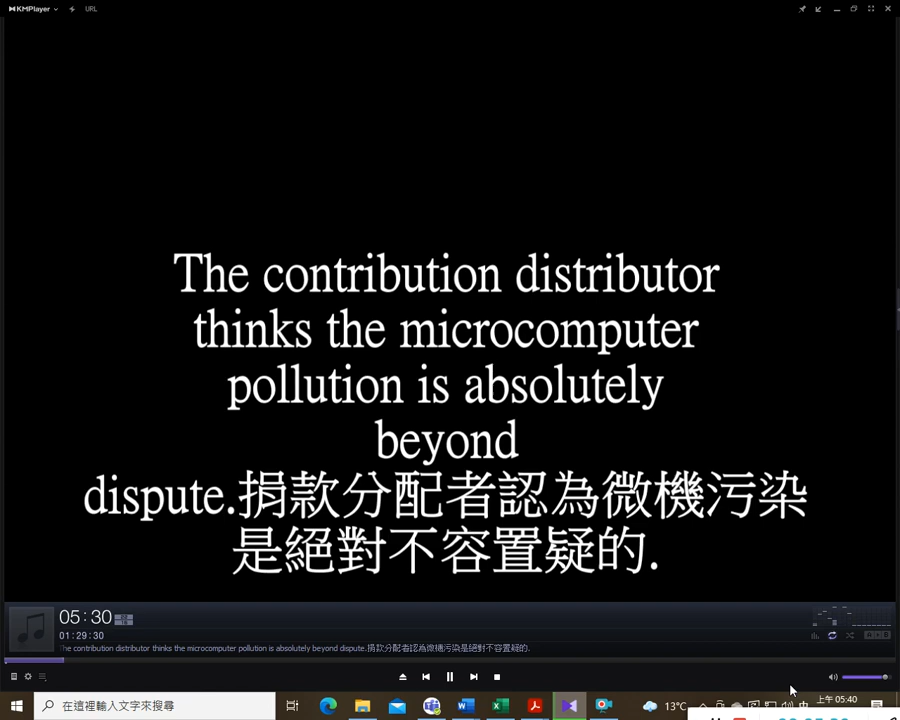 KMPlayer
URL
The contribution distributor
thinks the microcomputer
pollution is absolutely
beyond
dispute.捐款分配者認為微機污染
是絕對不容置疑的.
05:30
01:29:30
The contribution distributor thinks the microcomputer pollution is absolutely beyond dispute.捐款分配者認為微機污染是絕對不容置疑的.
在這裡輸入文字來搜尋
13°C
中
上午 05:40